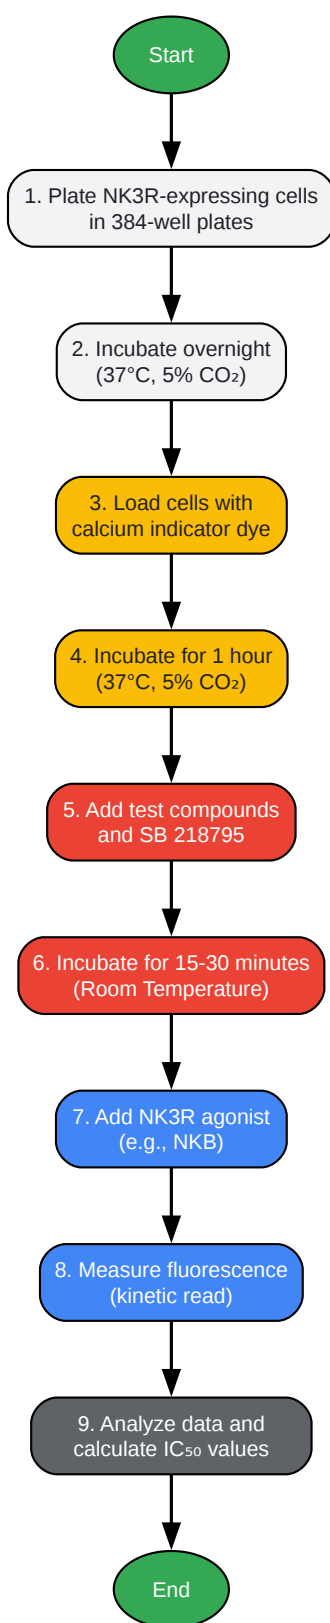 Start
1. Plate NK3R-expressing cells
in 384-well plates
2. Incubate overnight
(37°C, 5% CO₂)
3. Load cells with
calcium indicator dye
4. Incubate for 1 hour
(37°C, 5% CO₂)
5. Add test compounds
and SB 218795
6. Incubate for 15-30 minutes
(Room Temperature)
7. Add NK3R agonist
(e.g., NKB)
8. Measure fluorescence
(kinetic read)
9. Analyze data and
calculate IC₅₀ values
End